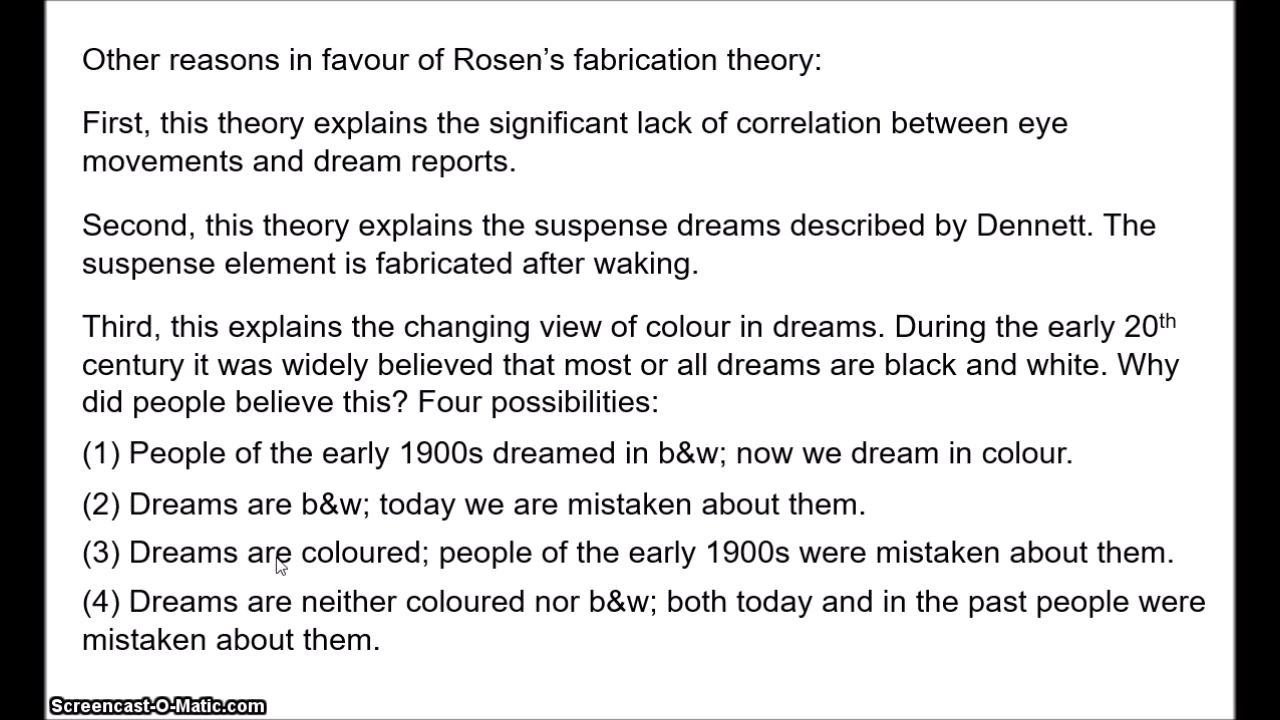 Other reasons in favour of Rosen’s fabrication theory:
First, this theory explains the significant lack of correlation between eye
movements and dream reports.
Second, this theory explains the suspense dreams described by Dennett. The
suspense element is fabricated after waking.
Third, this explains the changing view of colour in dreams. During the early 20th
century it was widely believed that most or all dreams are black and white. Why
did people believe this? Four possibilities:
(1) People of the early 1900s dreamed in b&w; now we dream in colour.
(2) Dreams are b&w; today we are mistaken about them.
(3) Dreams are coloured; people of the early 1900s were mistaken about them.
(4) Dreams are neither coloured nor b&w; both today and in the past people were
mistaken about them.
Screencast-O-Matic.com